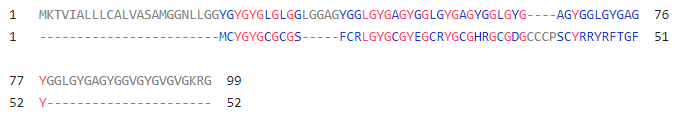 1 MKTVIALLLCALVASAMGGNLLGGYGYGYGLGLGGLGGAGYGGLGYGAGYGGLGYGAGYGGLGYG----AGYGGLGYGAG 76
1 ------------------------MCYGYGCGCGS-----FCRLGYGCGYEGCRYGCGHRGCGDGCCCPSCYRRYRFTGF 51
77 YGGLGYGAGYGGVGYGVGVGKRG 99
52 Y---------------------- 52